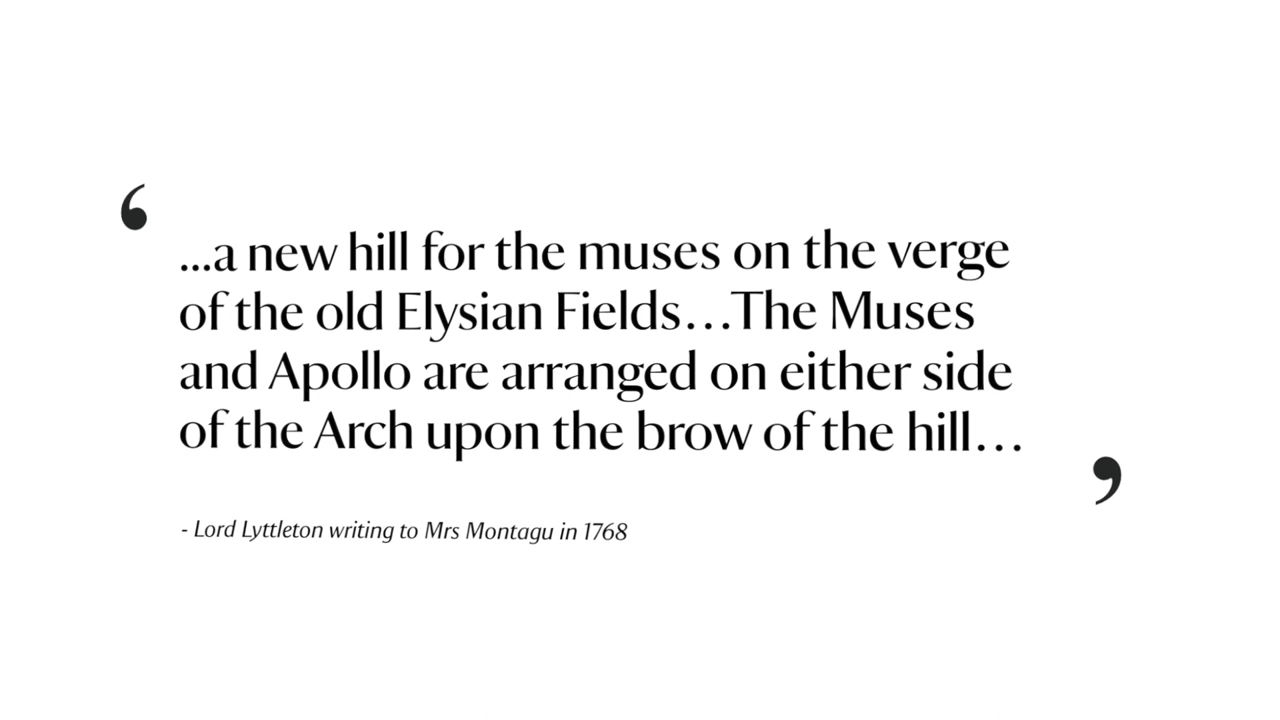 ‘
...a new hill for the muses on the verge
of the old Elysian Fields…The Muses
and Apollo are arranged on either side
of the Arch upon the brow of the hill…
’
- Lord Lyttleton writing to Mrs Montagu in 1768